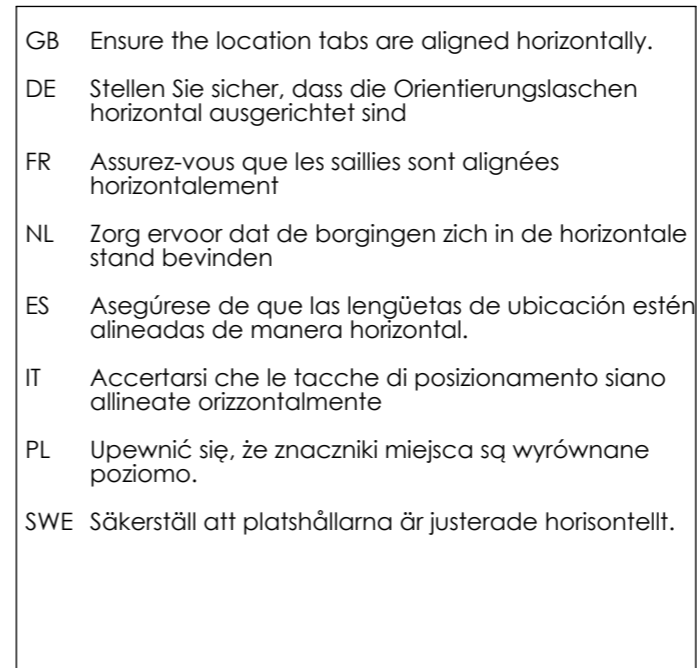 GB Ensure the location tabs are aligned horizontally.
DE Stellen Sie sicher, dass die Orientierungslaschen
horizontal ausgerichtet sind
FR Assurez-vous que les saillies sont alignées
horizontalement
NL Zorg ervoor dat de borgingen zich in de horizontale
stand bevinden
ES Asegúrese de que las lengüetas de ubicación estén
alineadas de manera horizontal.
IT Accertarsi che le tacche di posizionamento siano
allineate orizzontalmente
PL Upewnić się, że znaczniki miejsca są wyrównane
poziomo.
SWE Säkerställ att platshållarna är justerade horisontellt.